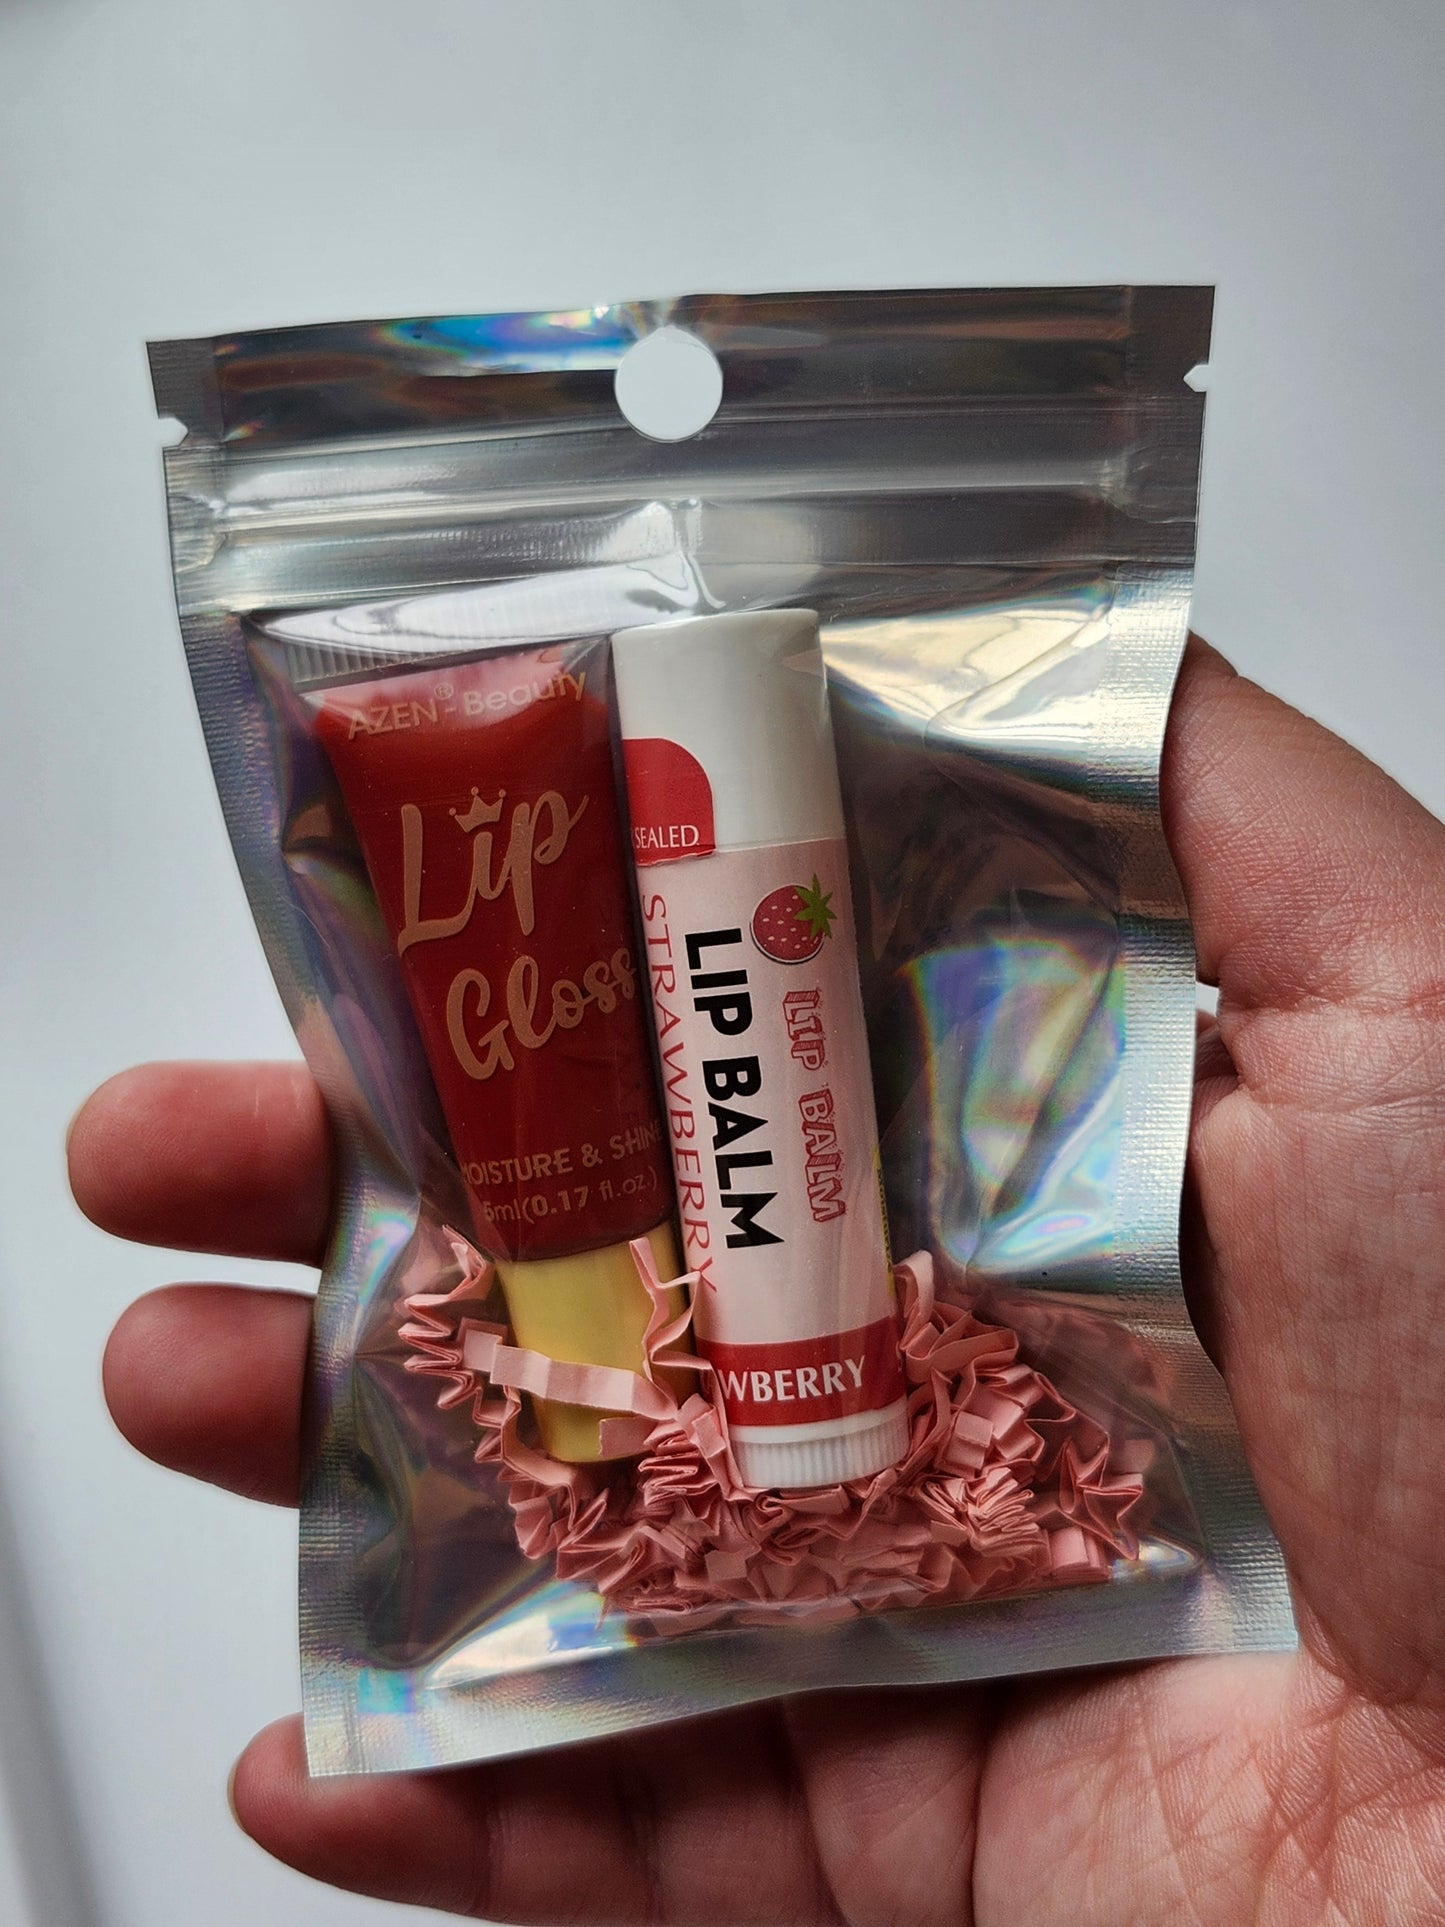 AZEN® - Beauty
Lip
Gloss
MOISTURE & SHINE
5ml(0.17 fl.oz.)
SEALED
STRAWBERRY
LIP BALM
LIP BALM
WBERRY